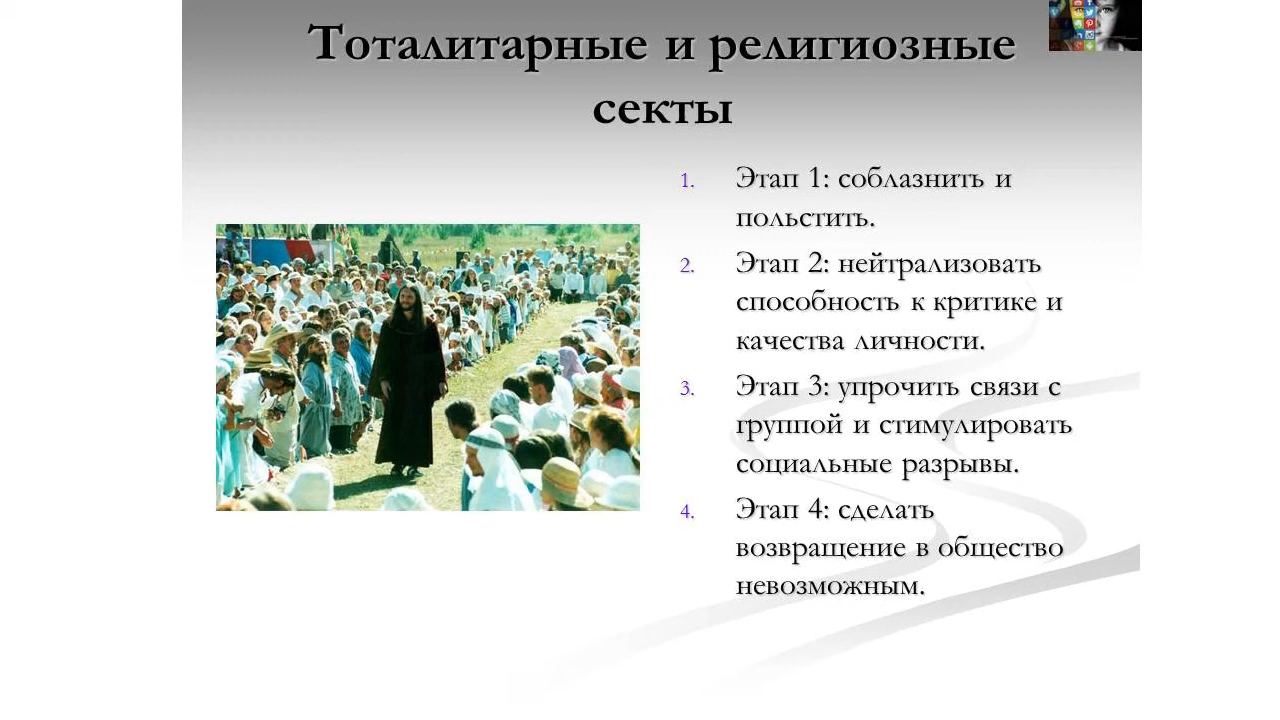 Тоталитарные и религиозные
секты
1. Этап 1: соблазнить и
польстить.
2. Этап 2: нейтрализовать
способность к критике и
качества личности.
3. Этап 3: упрочить связи с
группой и стимулировать
социальные разрывы.
4. Этап 4: сделать
возвращение в общество
невозможным.